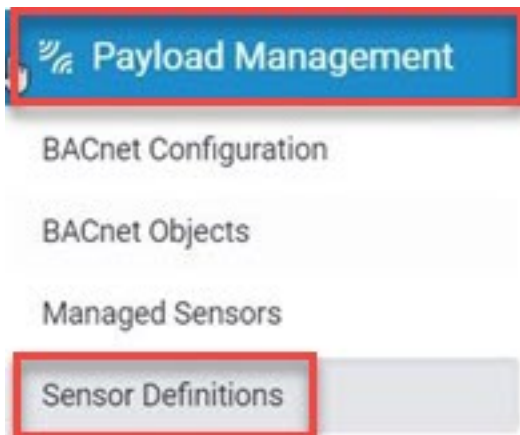 Payload Management
BACnet Configuration
BACnet Objects
Managed Sensors
Sensor Definitions